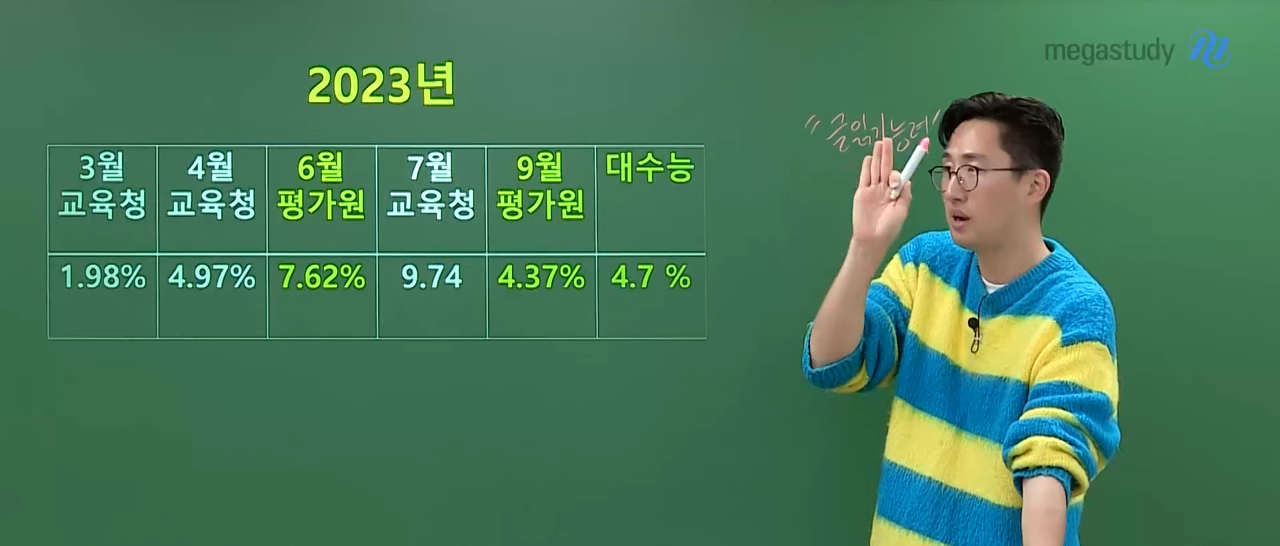 megastudy
2023년
"글읽기능력"
3월 교육청 4월 교육청 6월 평가원 7월 교육청 9월 평가원 대수능
1.98% 4.97% 7.62% 9.74 4.37% 4.7 %